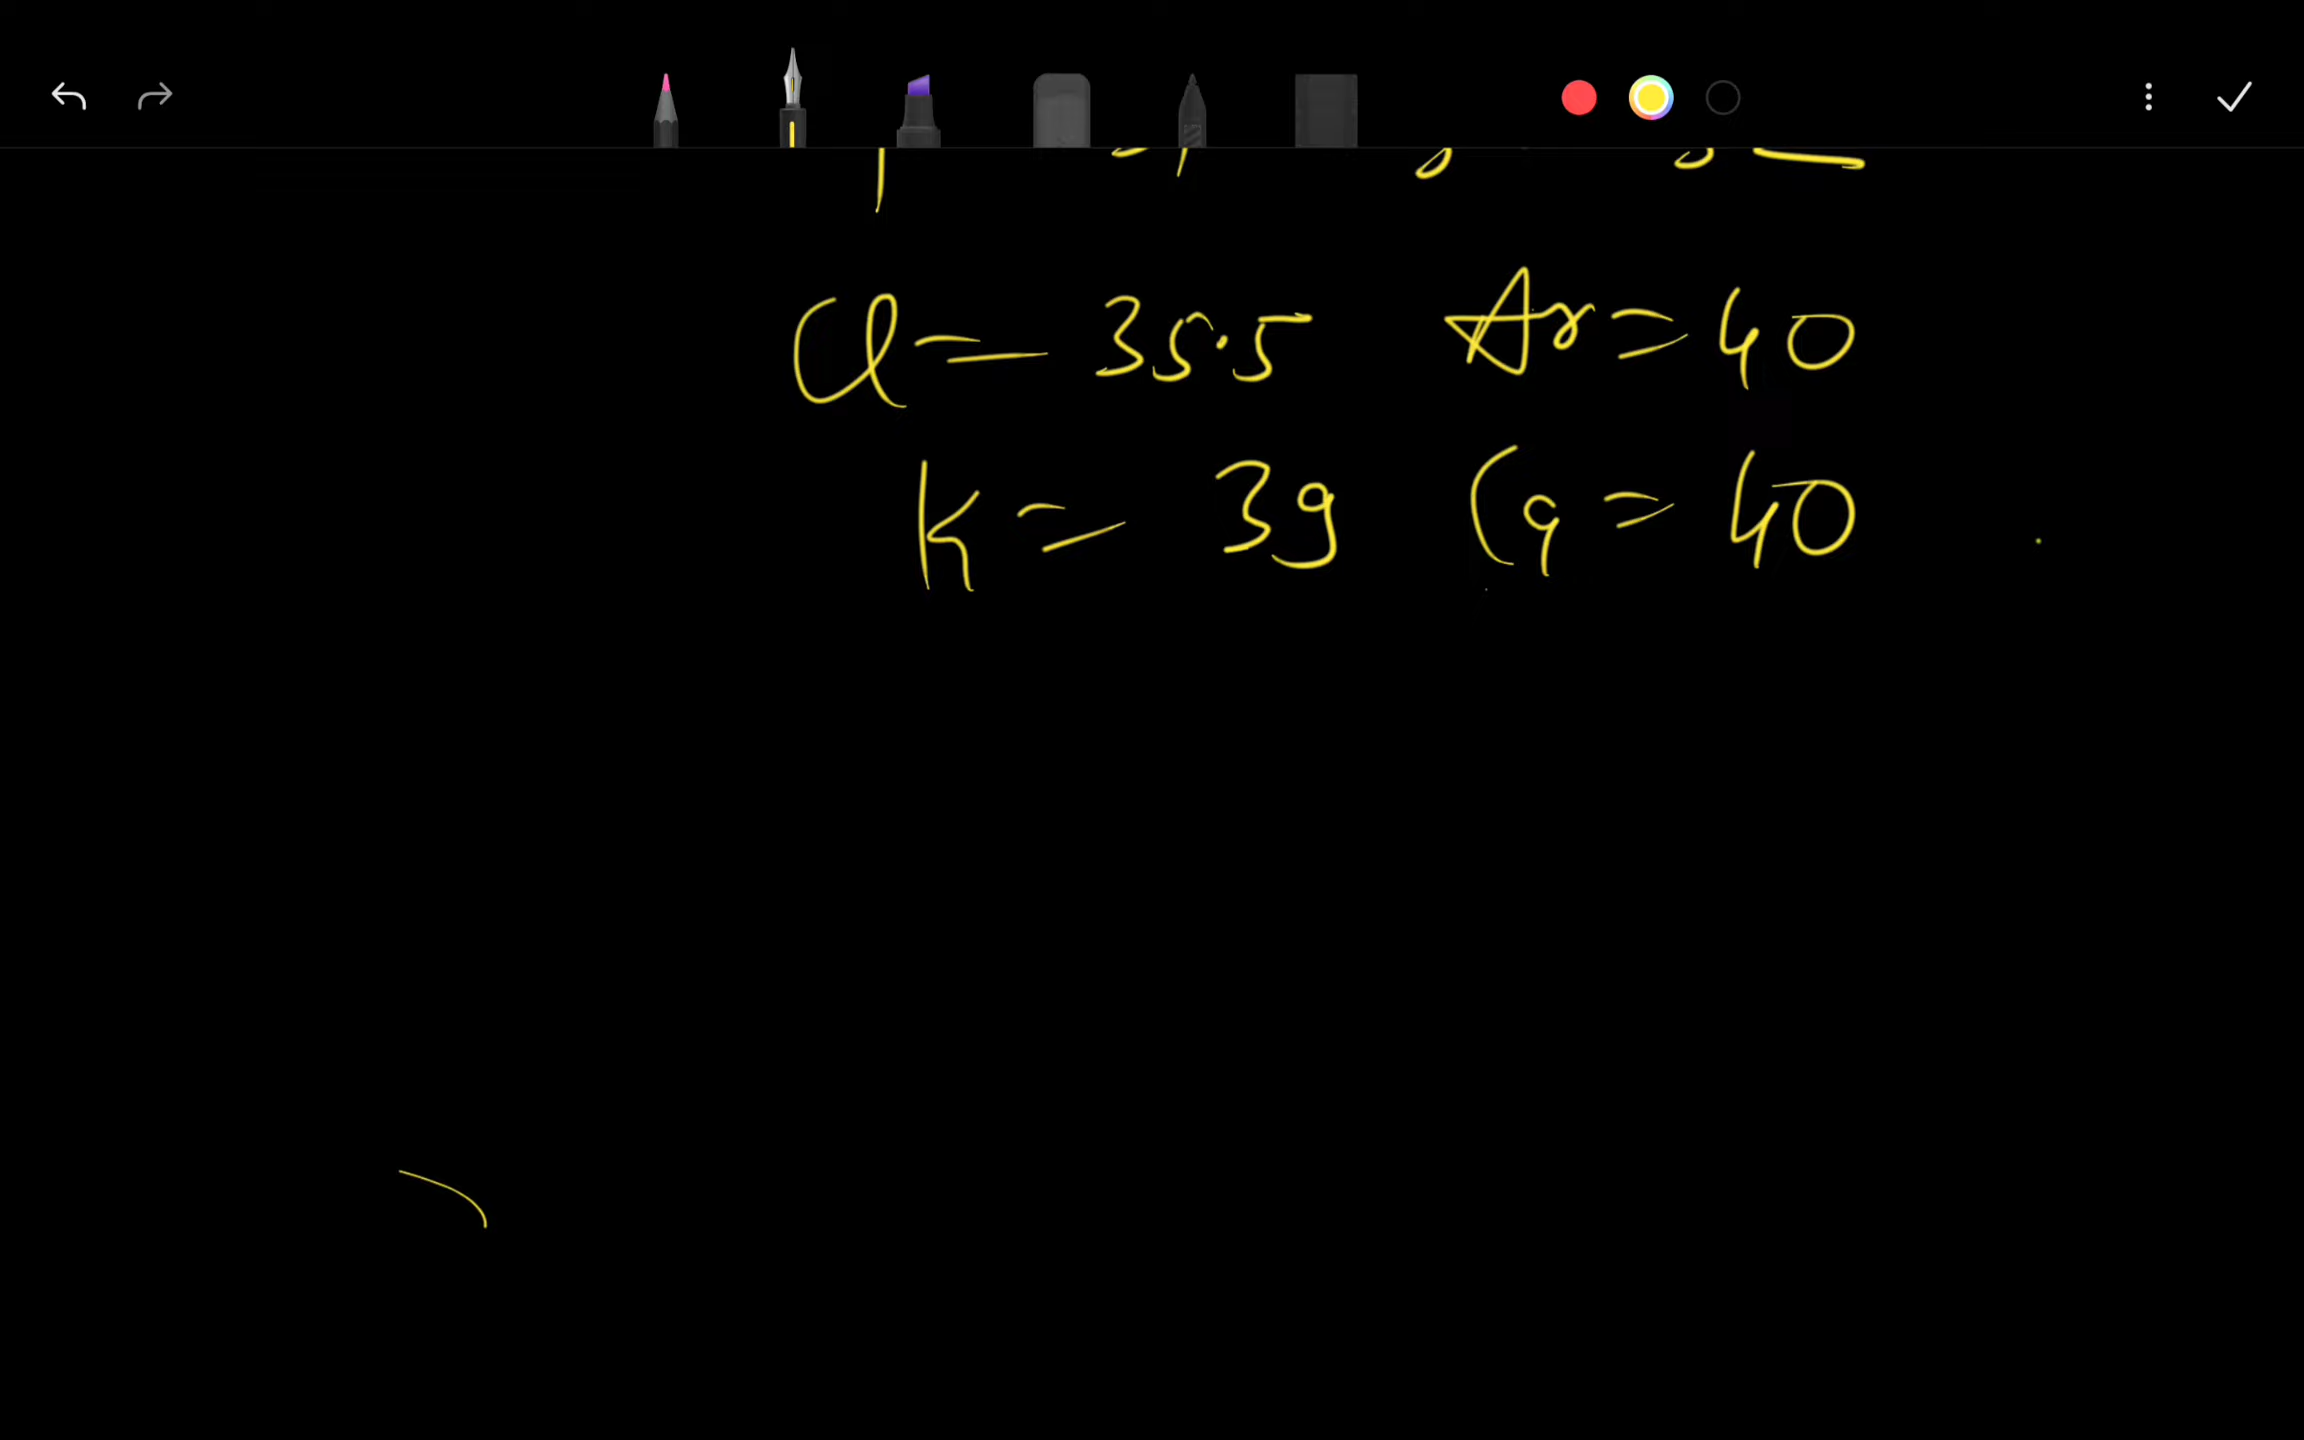 Cl = 35.5 Ar = 40
K = 39 Ca = 40